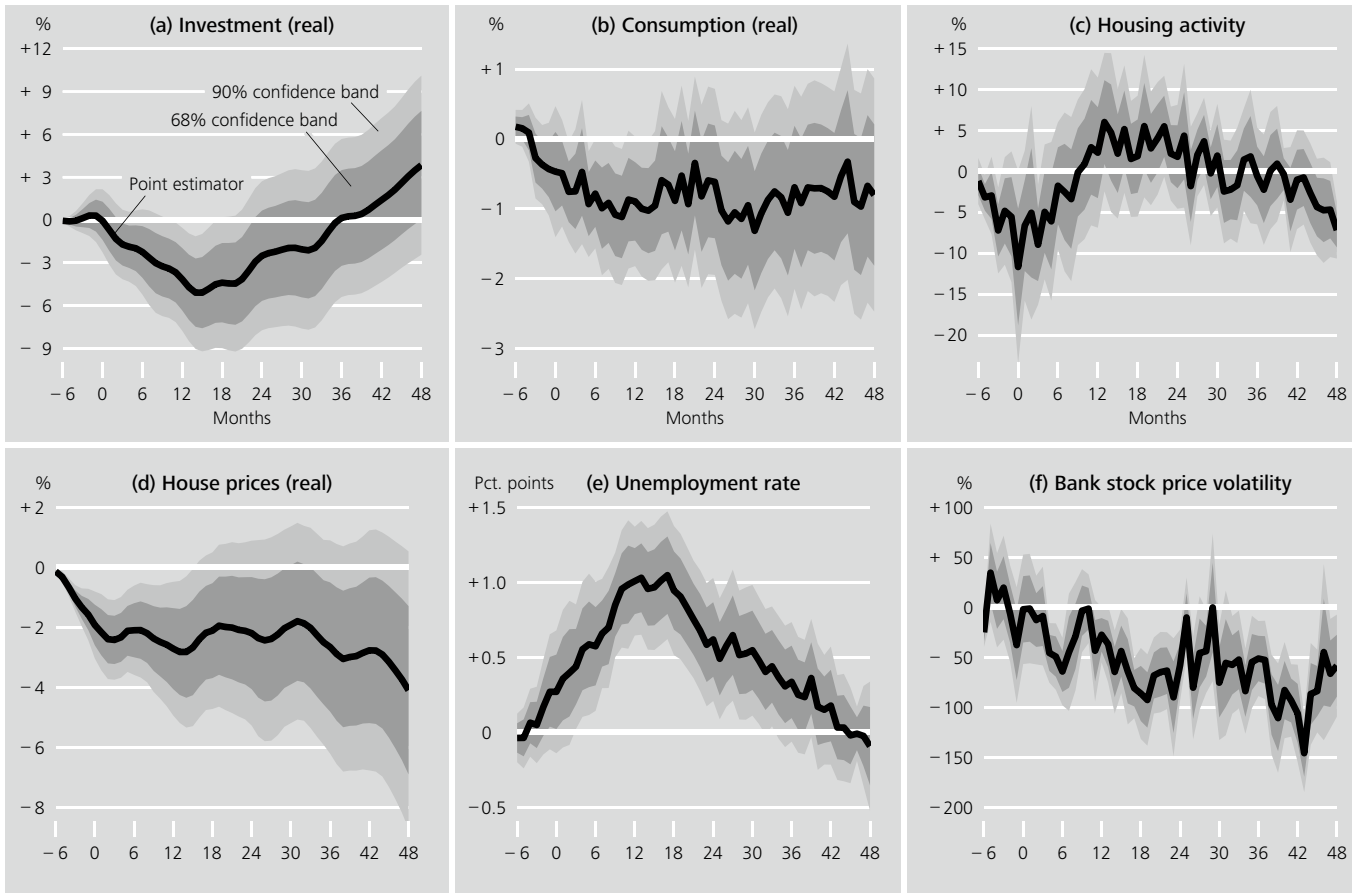 %
(a) Investment (real)
+12
+ 9
+ 6
+ 3
0
− 3
− 6
− 9
90% confidence band
68% confidence band
Point estimator
− 6 0 6 12 18 24 30 36 42 48
Months
%
(b) Consumption (real)
+1
0
−1
−2
−3
− 6 0 6 12 18 24 30 36 42 48
Months
%
(c) Housing activity
+15
+10
+ 5
0
− 5
−10
−15
−20
− 6 0 6 12 18 24 30 36 42 48
Months
%
(d) House prices (real)
+2
0
−2
−4
−6
−8
− 6 0 6 12 18 24 30 36 42 48
Pct. points
(e) Unemployment rate
+1.5
+1.0
+0.5
0
−0.5
− 6 0 6 12 18 24 30 36 42 48
%
(f) Bank stock price volatility
+100
+ 50
0
− 50
−100
−150
−200
− 6 0 6 12 18 24 30 36 42 48